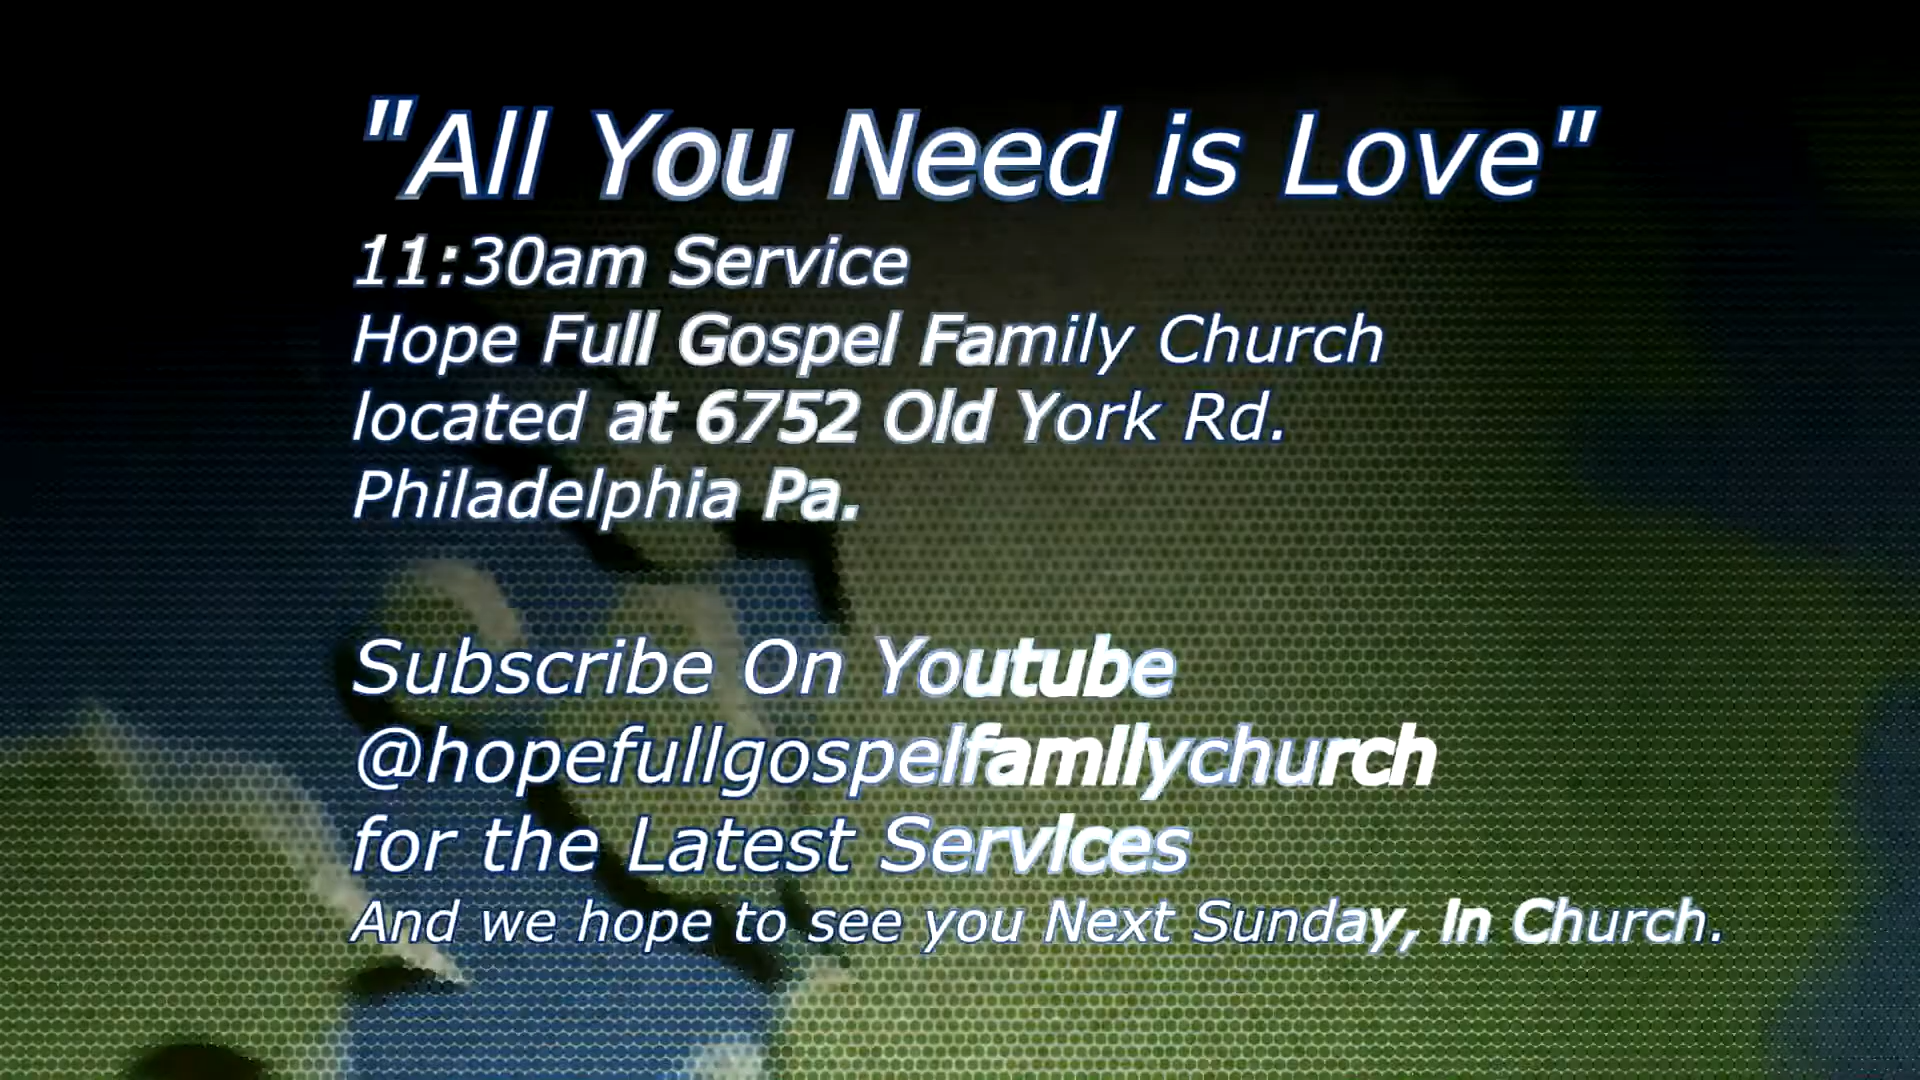 "All You Need is Love"
11:30am Service
Hope Full Gospel Family Church
located at 6752 Old York Rd.
Philadelphia Pa.
Subscribe On Youtube
@hopefullgospelfamilychurch
for the Latest Services
And we hope to see you Next Sunday, In Church.